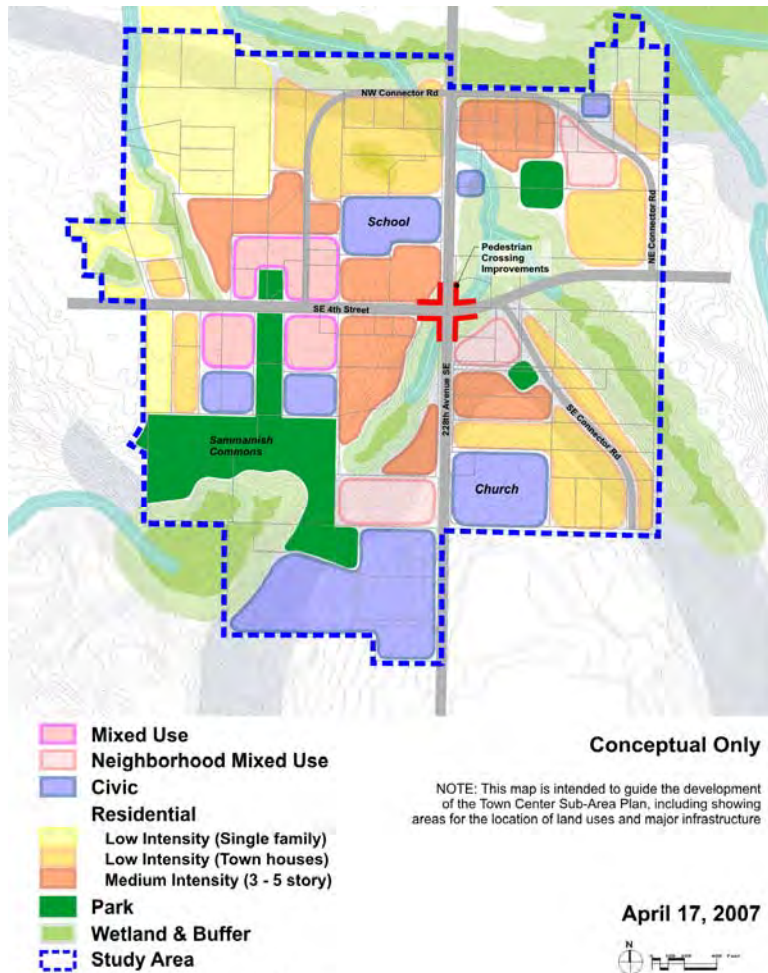 NW Connector Rd
School
NE Connector Rd
Pedestrian
Crossing
Improvements
SE 4th Street
228th Avenue SE
SE Connector Rd
Sammamish
Commons
Church
Mixed Use
Neighborhood Mixed Use
Civic
Residential
Low Intensity (Single family)
Low Intensity (Town houses)
Medium Intensity (3 - 5 story)
Park
Wetland & Buffer
Study Area
Conceptual Only
NOTE: This map is intended to guide the development
of the Town Center Sub-Area Plan, including showing
areas for the location of land uses and major infrastructure
April 17, 2007
N